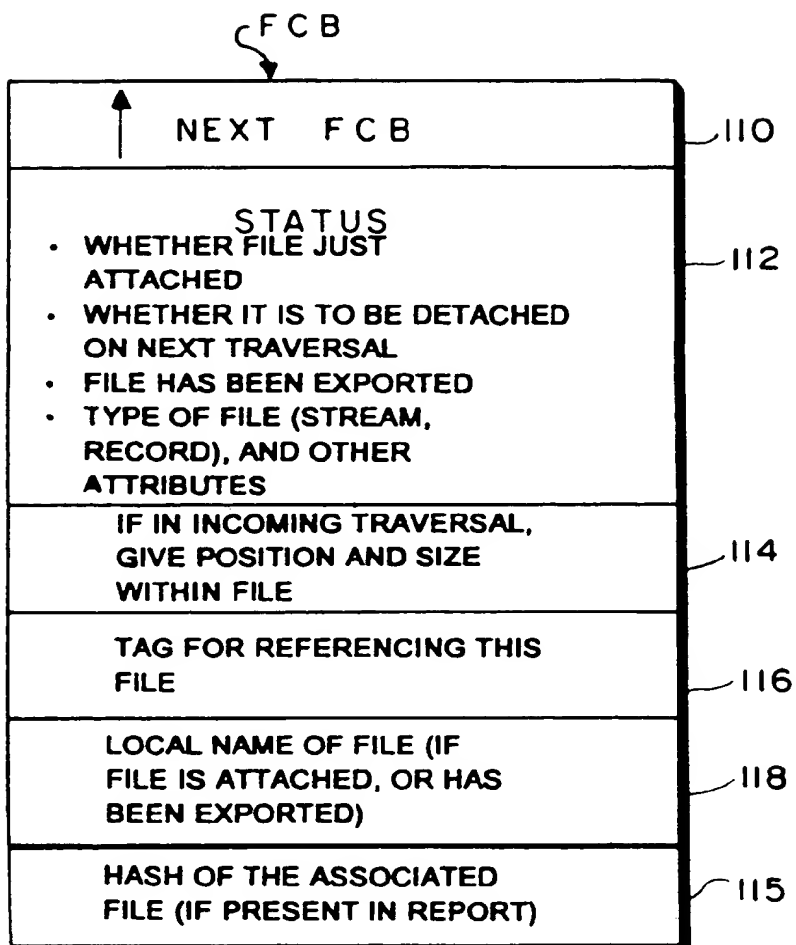 FCB
NEXT FCB
110
STATUS
112
· WHETHER FILE JUST
ATTACHED
· WHETHER IT IS TO BE DETACHED
ON NEXT TRAVERSAL
· FILE HAS BEEN EXPORTED
· TYPE OF FILE (STREAM,
RECORD), AND OTHER
ATTRIBUTES
IF IN INCOMING TRAVERSAL,
GIVE POSITION AND SIZE
WITHIN FILE
114
TAG FOR REFERENCING THIS
FILE
116
LOCAL NAME OF FILE (IF
FILE IS ATTACHED, OR HAS
BEEN EXPORTED)
118
HASH OF THE ASSOCIATED
FILE (IF PRESENT IN REPORT)
115